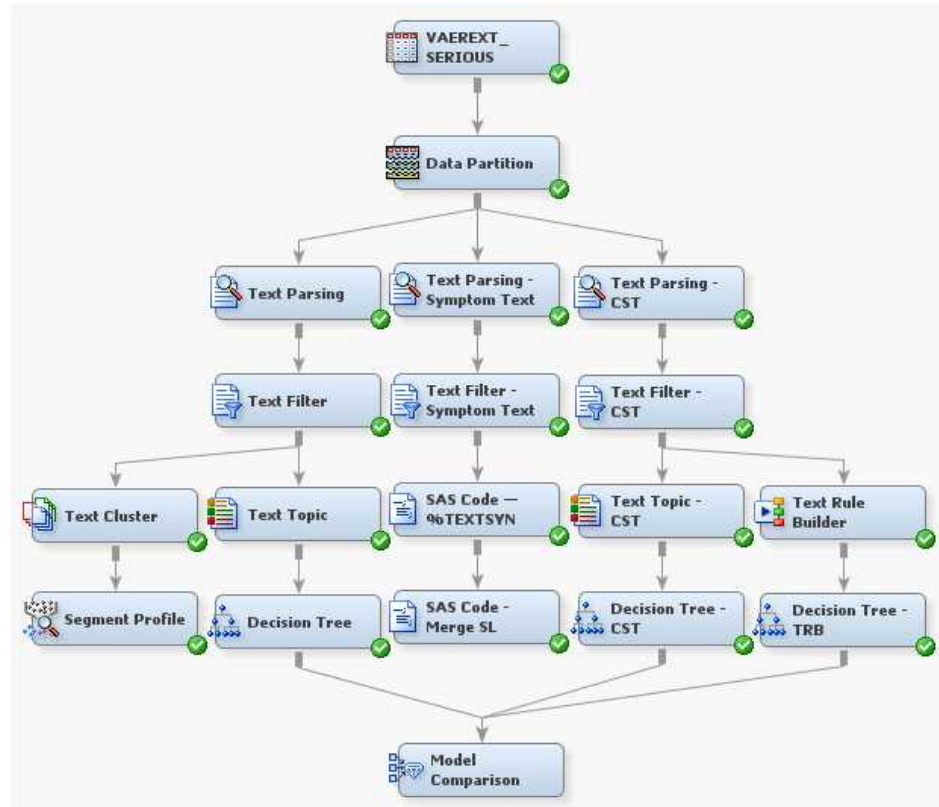 VAEREXT_
SERIOUS
Data Partition
Text Parsing
Text Parsing -
Symptom Text
Text Parsing -
CST
Text Filter
Text Filter -
Symptom Text
Text Filter -
CST
Text Cluster
Text Topic
SAS Code —
%TEXTSYN
Text Topic -
CST
Text Rule
Builder
Segment Profile
Decision Tree
SAS Code -
Merge SL
Decision Tree -
CST
Decision Tree -
TRB
Model
Comparison